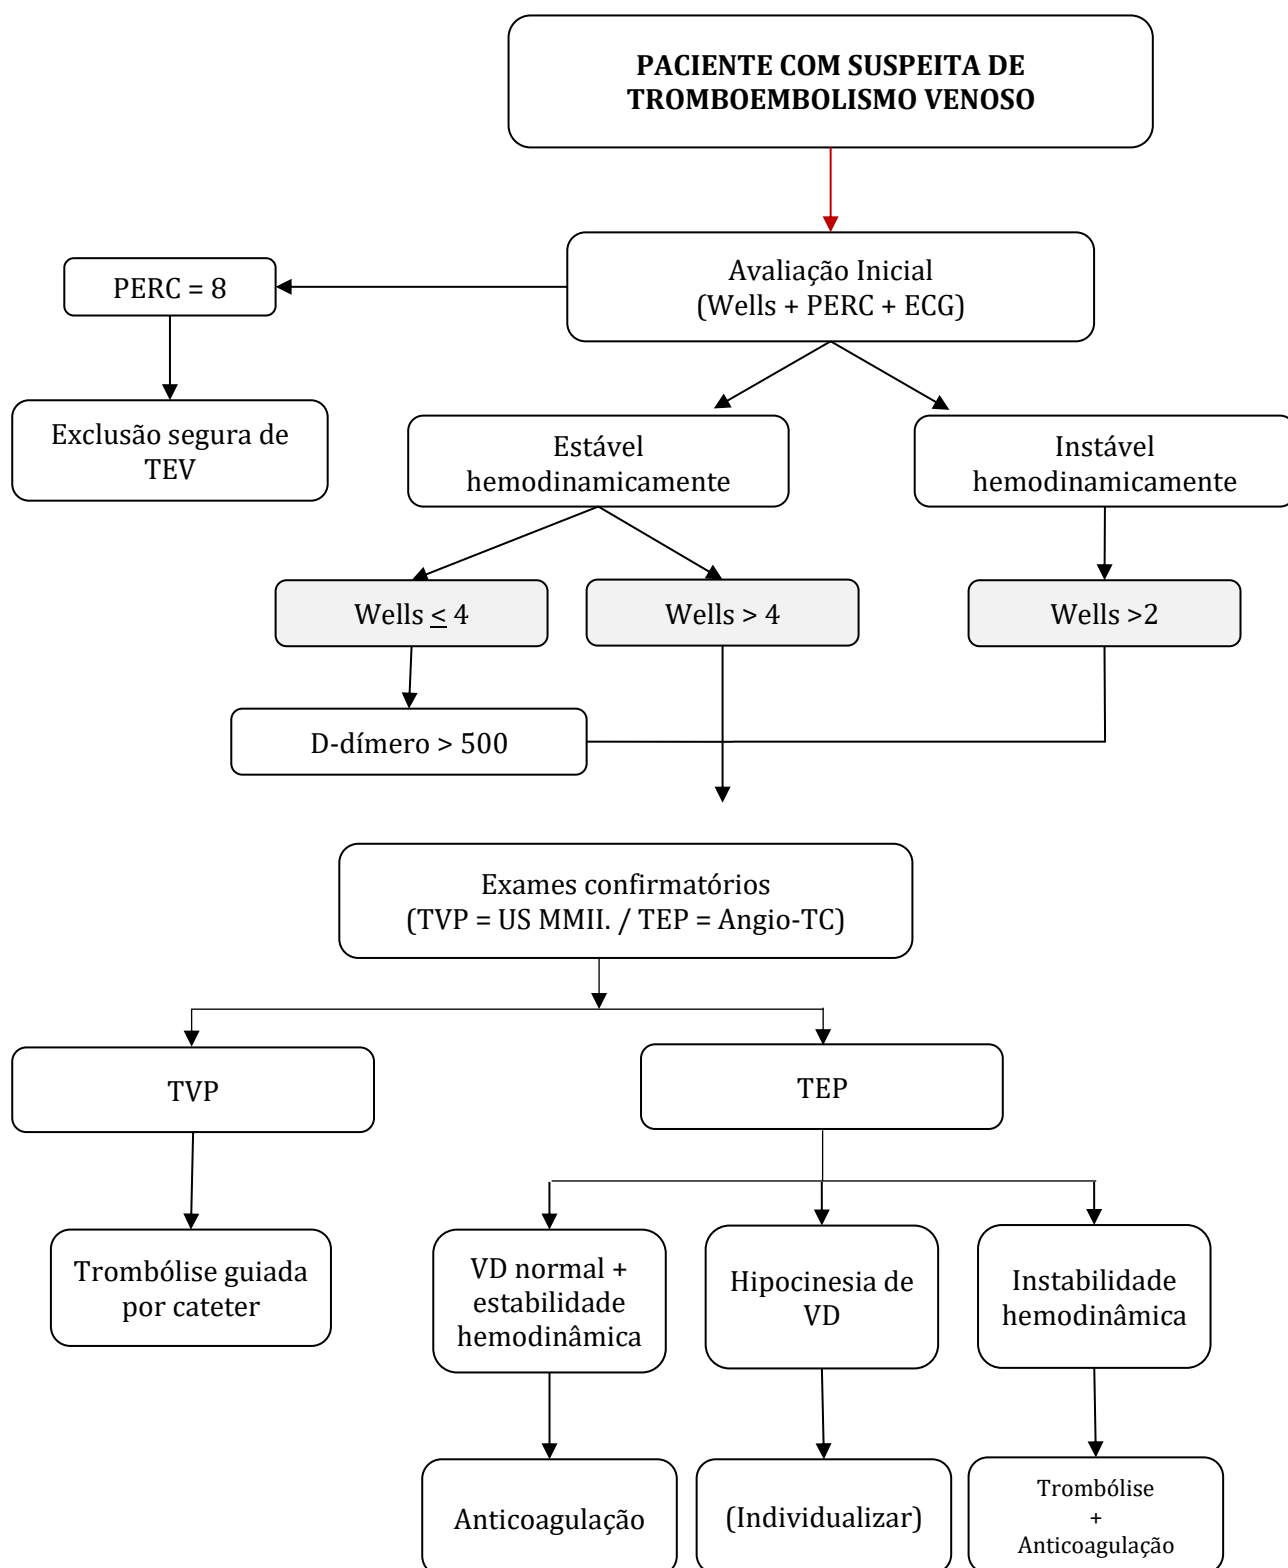 PACIENTE COM SUSPEITA DE
TROMBOEMBOLISMO VENOSO
Avaliação Inicial
(Wells + PERC + ECG)
PERC = 8
Exclusão segura de
TEV
Estável
hemodinamicamente
Instável
hemodinamicamente
Wells ≤ 4
Wells > 4
Wells >2
D-dímero > 500
Exames confirmatórios
(TVP = US MMII. / TEP = Angio-TC)
TVP
TEP
Trombólise guiada
por cateter
VD normal +
estabilidade
hemodinâmica
Hipocinesia de
VD
Instabilidade
hemodinâmica
Anticoagulação
(Individualizar)
Trombólise
+
Anticoagulação